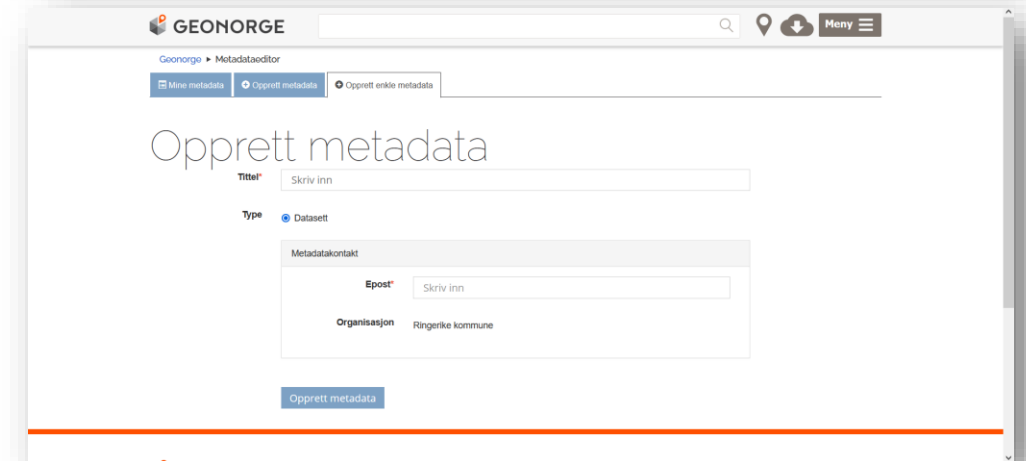 GEONORGE
Meny
Geonorge ▸ Metadataeditor
Mine metadata Opprett metadata Opprett enkle metadata
Opprett metadata
Tittel* Skriv inn
Type Datasett
Metadatakontakt
Epost* Skriv inn
Organisasjon Ringerike kommune
Opprett metadata